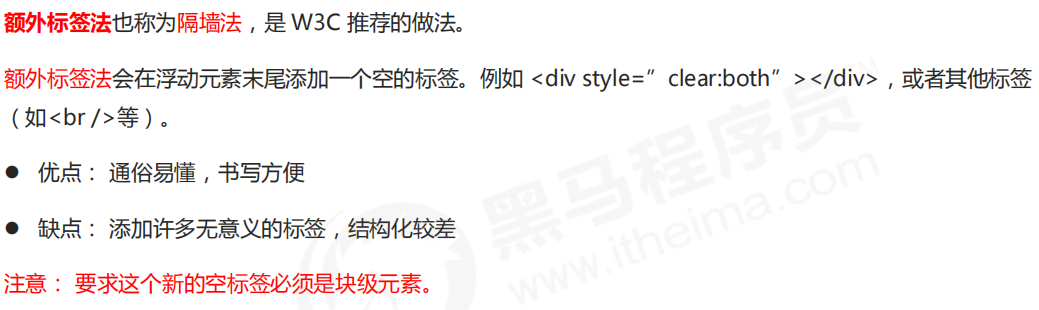 额外标签法也称为隔墙法，是 W3C 推荐的做法。
额外标签法会在浮动元素末尾添加一个空的标签。例如 <div style=”clear:both”></div>，或者其他标签
（如<br />等）。
● 优点： 通俗易懂，书写方便
● 缺点： 添加许多无意义的标签，结构化较差
注意： 要求这个新的空标签必须是块级元素。
黑马程序员™
www.itheima.com